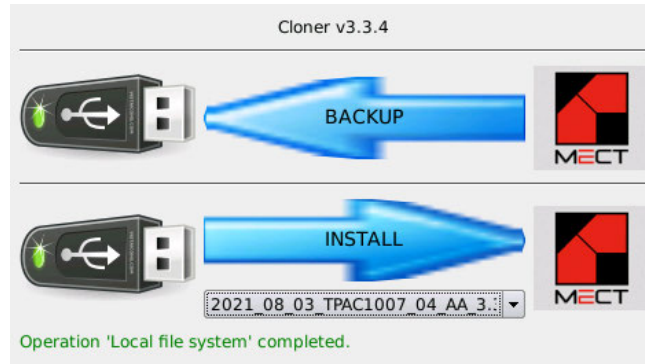 Cloner v3.3.4
BACKUP
MECT
INSTALL
2021_08_03_TPAC1007_04_AA_3.
MECT
Operation 'Local file system' completed.